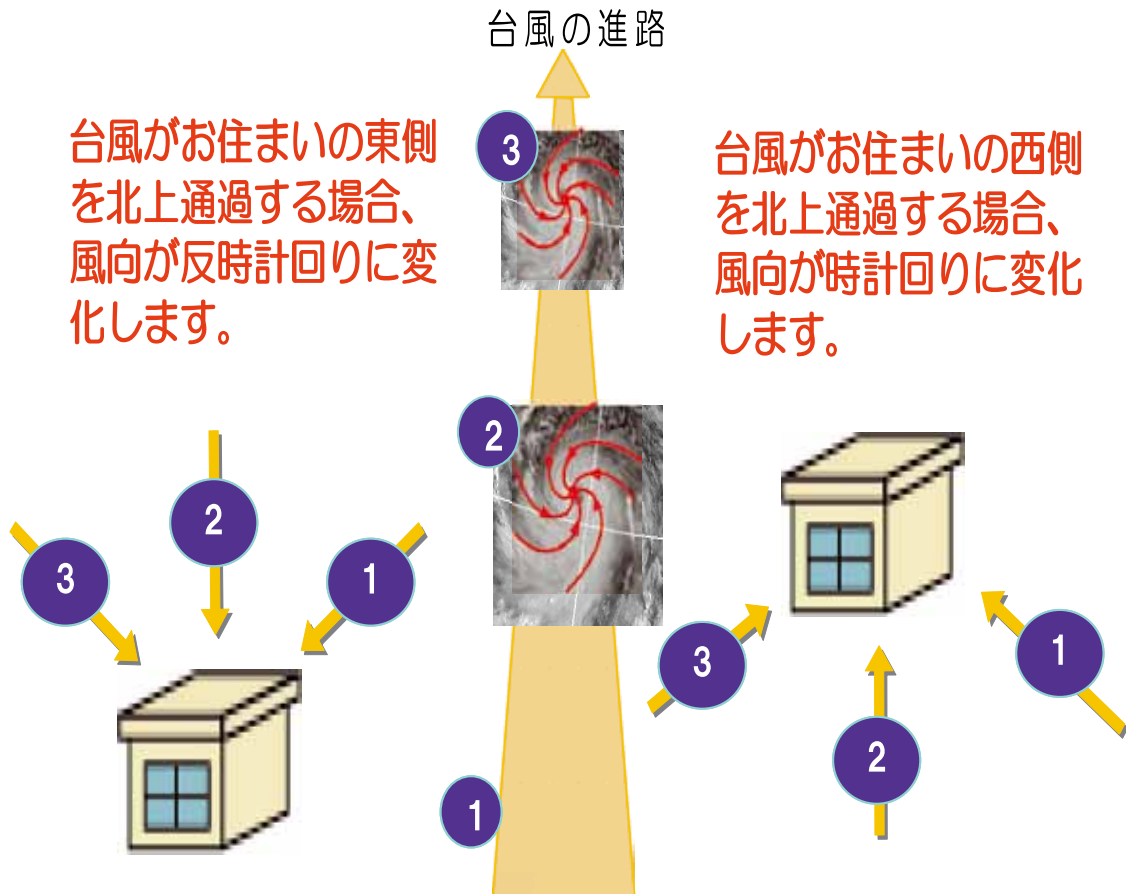 台風の進路
台風がお住まいの東側
を北上通過する場合、
風向が反時計回りに変
化します。
台風がお住まいの西側
を北上通過する場合、
風向が時計回りに変化
します。
3
2
1
3
2
1
3
2
1